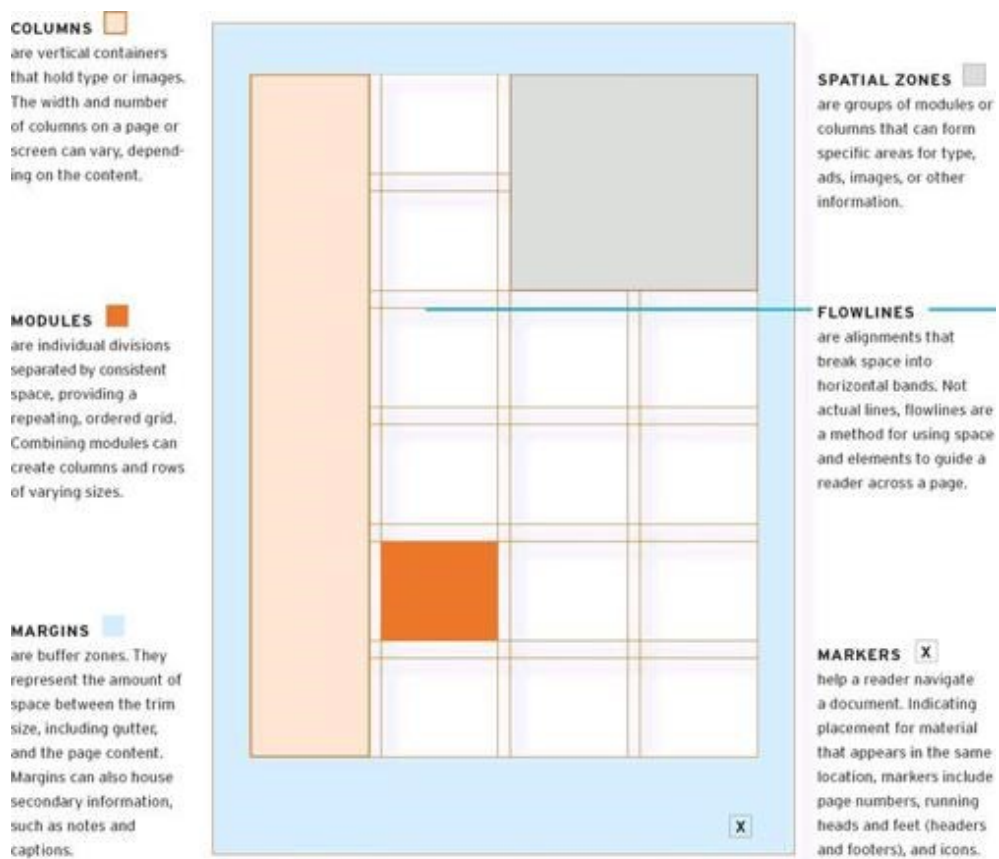 COLUMNS
are vertical containers
that hold type or images.
The width and number
of columns on a page or
screen can vary, depend-
ing on the content.
MODULES
are individual divisions
separated by consistent
space, providing a
repeating, ordered grid.
Combining modules can
create columns and rows
of varying sizes.
MARGINS
are buffer zones. They
represent the amount of
space between the trim
size, including gutter,
and the page content.
Margins can also house
secondary information,
such as notes and
captions.
X
SPATIAL ZONES
are groups of modules or
columns that can form
specific areas for type,
ads, images, or other
information.
FLOWLINES
are alignments that
break space into
horizontal bands. Not
actual lines, flowlines are
a method for using space
and elements to guide a
reader across a page.
MARKERS X
help a reader navigate
a document. Indicating
placement for material
that appears in the same
location, markers include
page numbers, running
heads and feet (headers
and footers), and icons.